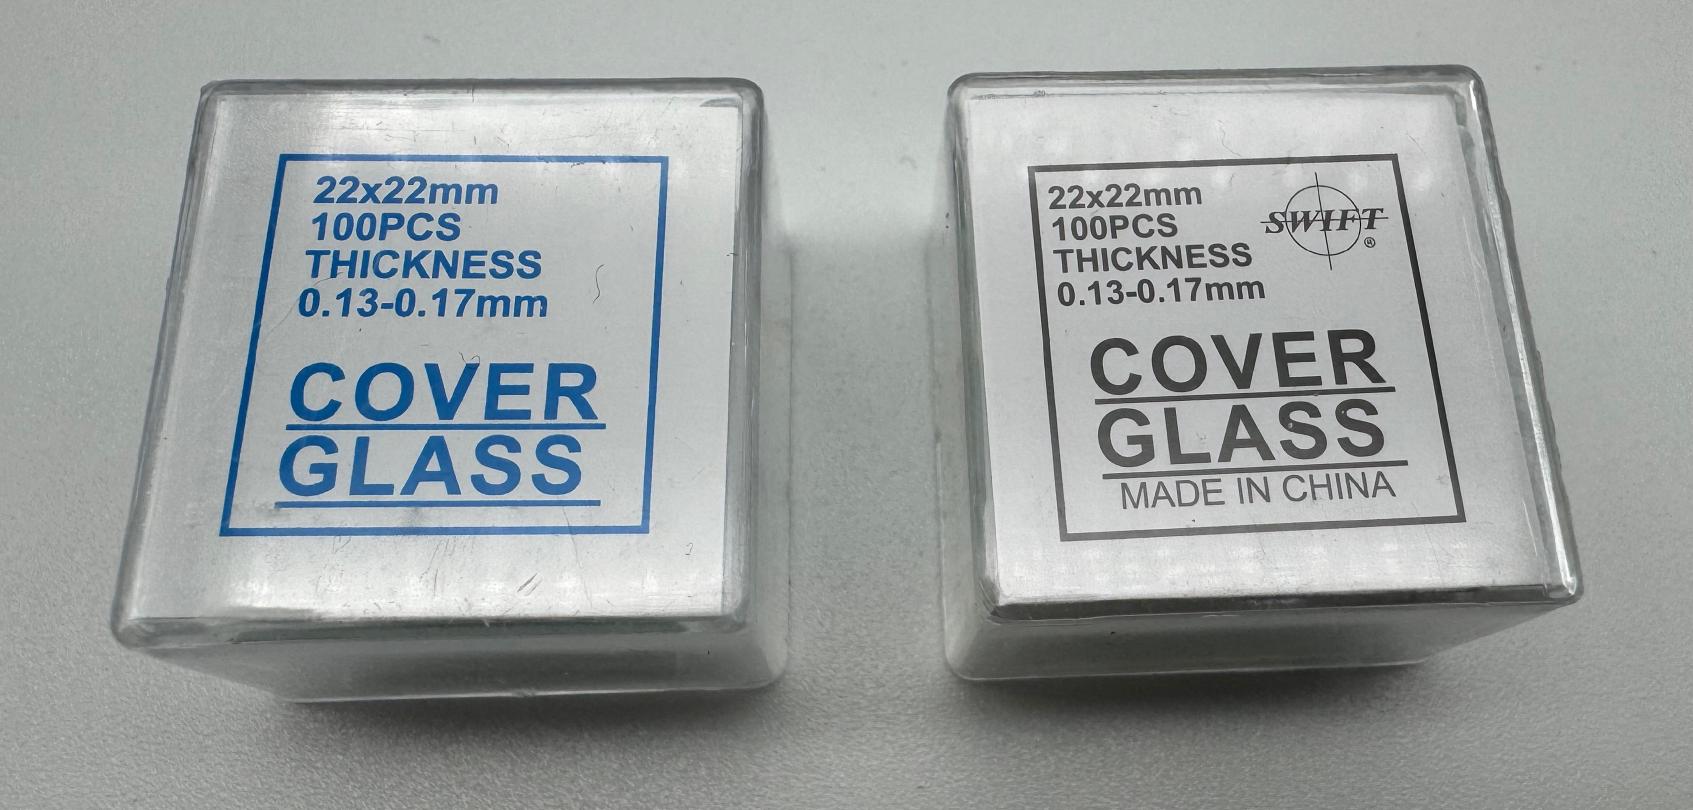 22x22mm
100PCS
THICKNESS
0.13-0.17mm
COVER
GLASS
22x22mm
100PCS
THICKNESS
0.13-0.17mm
SWIFT
®
COVER
GLASS
MADE IN CHINA